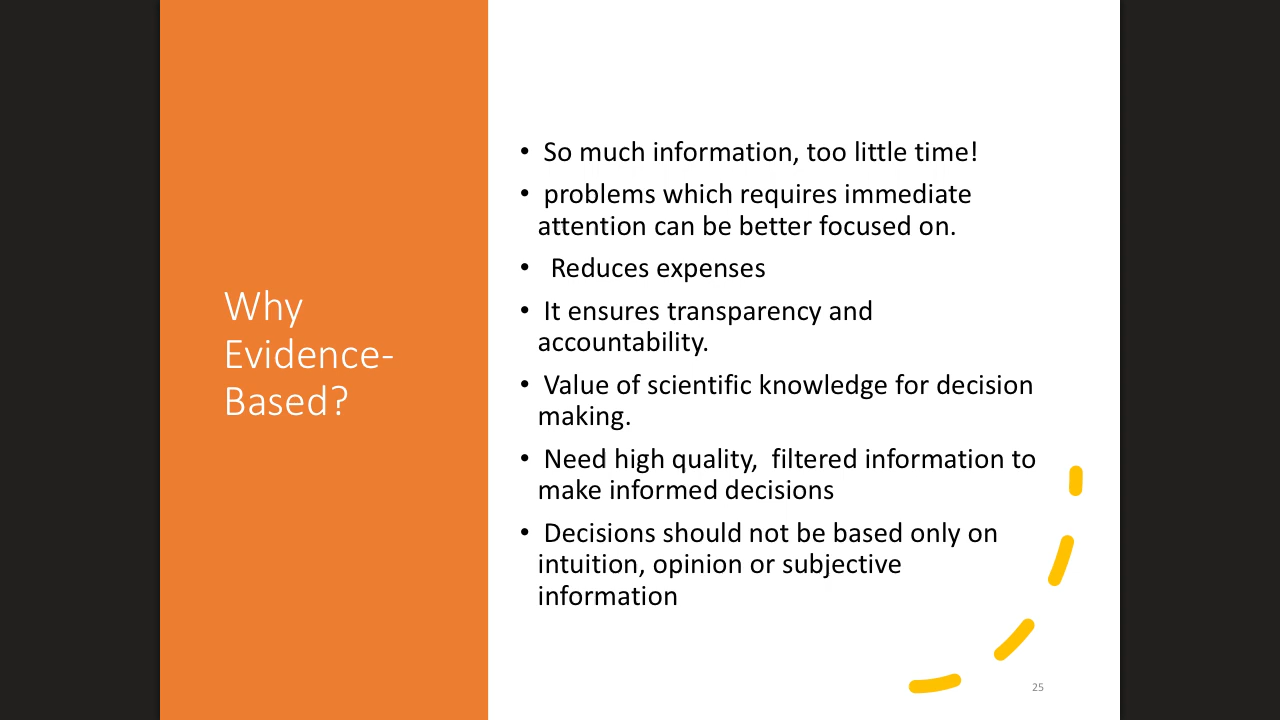 Why
Evidence-
Based?
• So much information, too little time!
• problems which requires immediate
attention can be better focused on.
• Reduces expenses
• It ensures transparency and
accountability.
• Value of scientific knowledge for decision
making.
• Need high quality,  filtered information to
make informed decisions
• Decisions should not be based only on
intuition, opinion or subjective
information
25